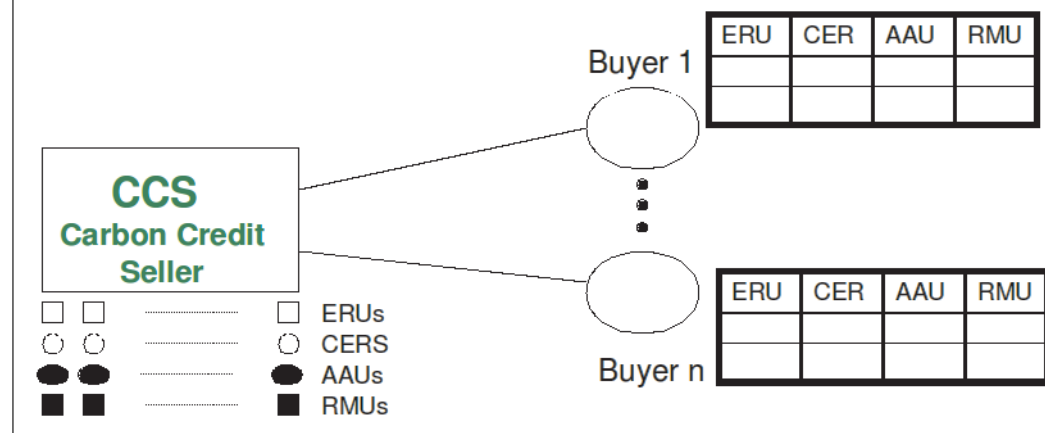 Buyer 1
ERU CER AAU RMU
CCS
Carbon Credit
Seller
ERUs
CERS
AAUs
RMUs
Buyer n
ERU CER AAU RMU